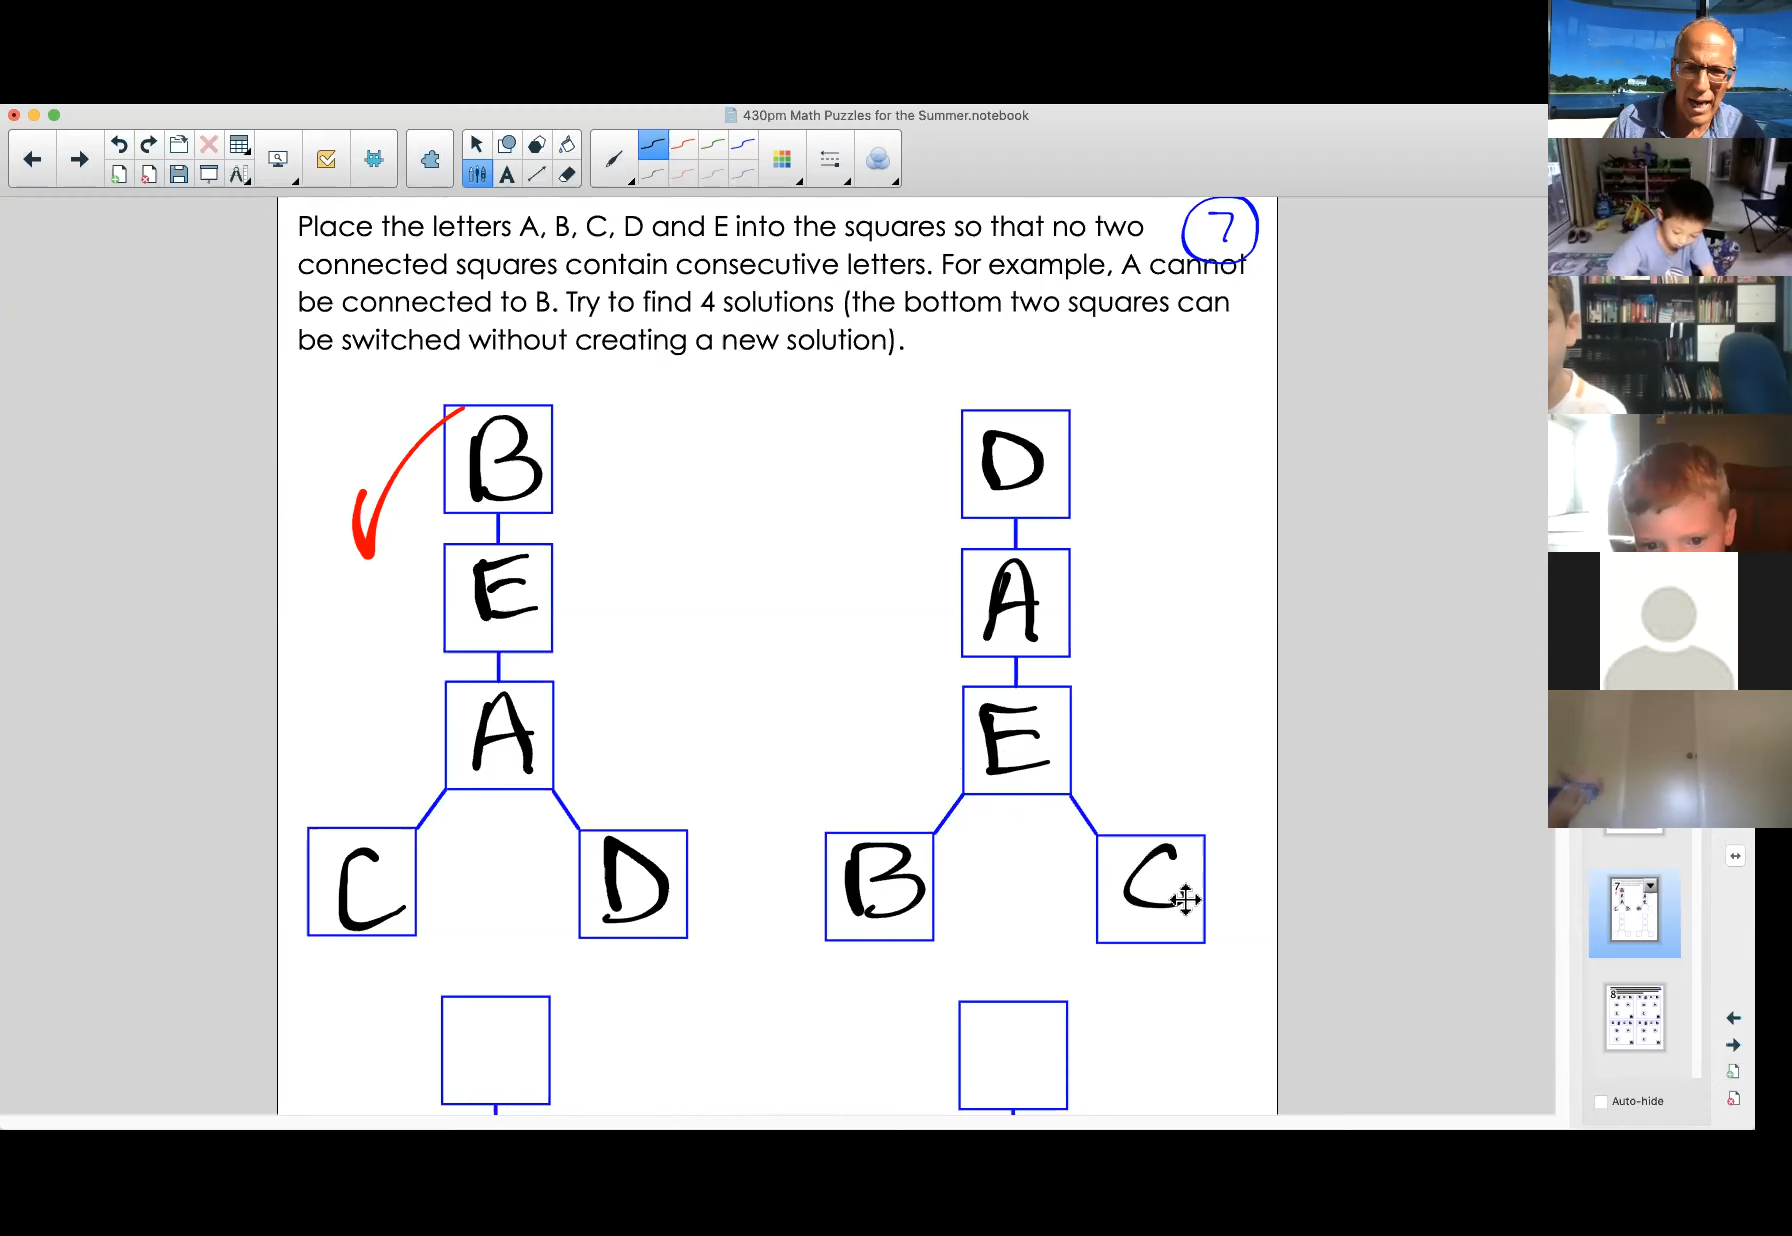 430pm Math Puzzles for the Summer.notebook
A
Place the letters A, B, C, D and E into the squares so that no two
7
connected squares contain consecutive letters. For example, A cannot
be connected to B. Try to find 4 solutions (the bottom two squares can
be switched without creating a new solution).
B
D
E
A
A
E
C
D
B
C
7
8
Auto-hide